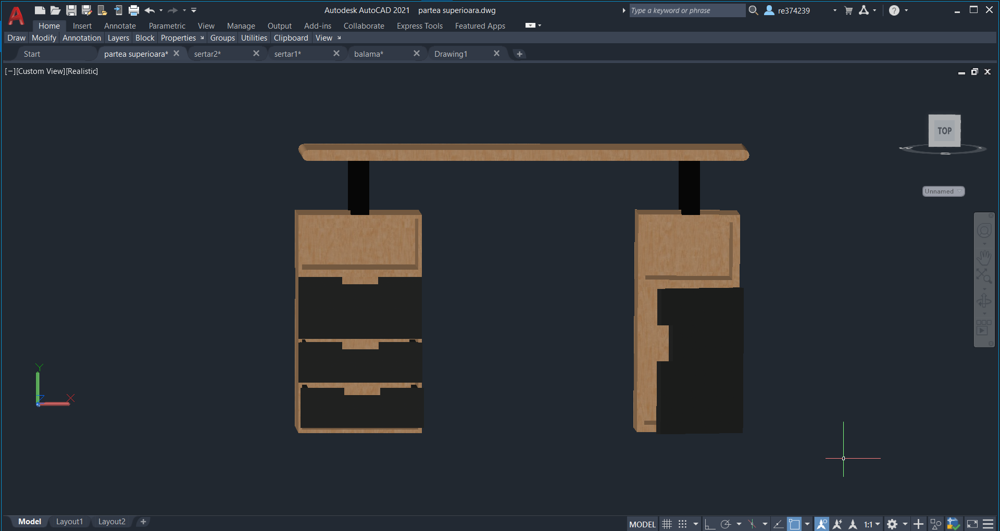 Autodesk AutoCAD 2021 partea superioara.dwg
Type a keyword or phrase
re374239
Home Insert Annotate Parametric View Manage Output Add-ins Collaborate Express Tools Featured Apps
Draw Modify Annotation Layers Block Properties Groups Utilities Clipboard View
Start partea superioara* sertar2* sertar1* balama* Drawing1
[−][Custom View][Realistic]
TOP
Unnamed
Y
X
Z
Model Layout1 Layout2
MODEL 1:1